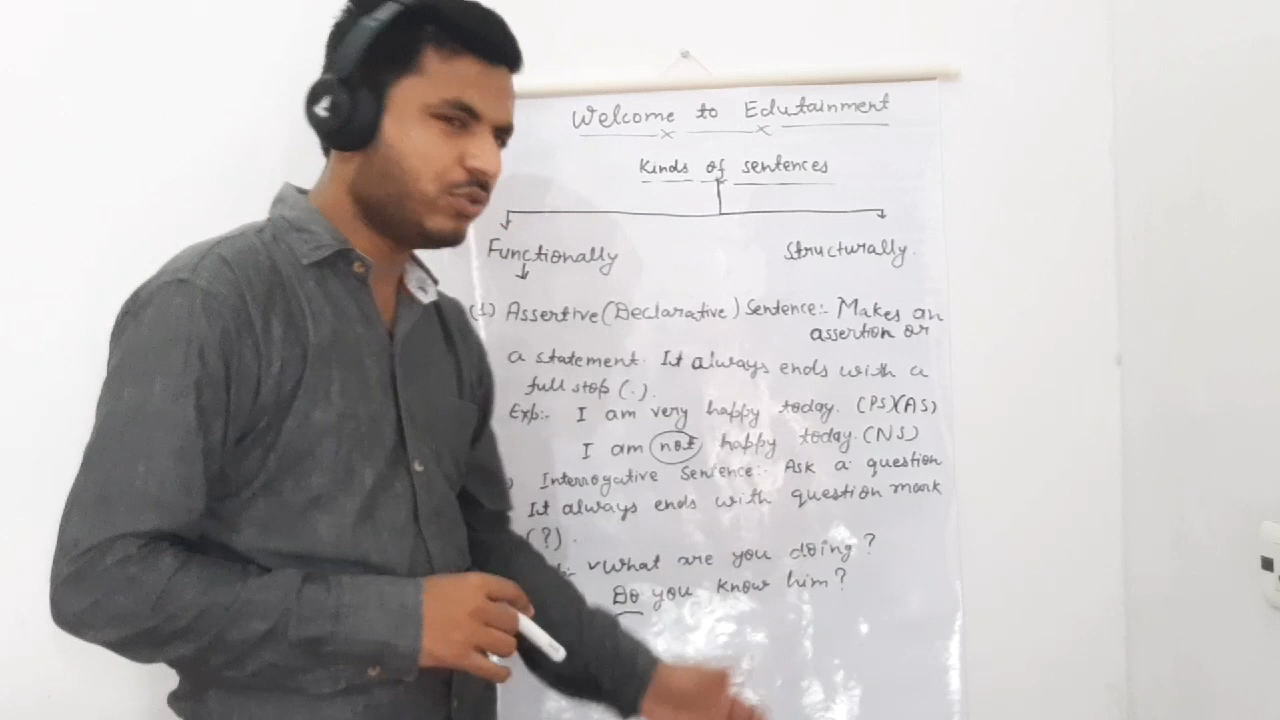 Welcome to Edutainment
Kinds of sentences
Functionally
Structurally.
(1) Assertive (Declarative) Sentence:- Makes an
assertion or
a statement. It always ends with a
full stop (.).
Exp:- I am very happy today. (PS)(AS)
I am not happy today. (NS)
) Interrogative Sentence:- Ask a question
It always ends with question mark
(?).
What are you doing?
Do you know him?